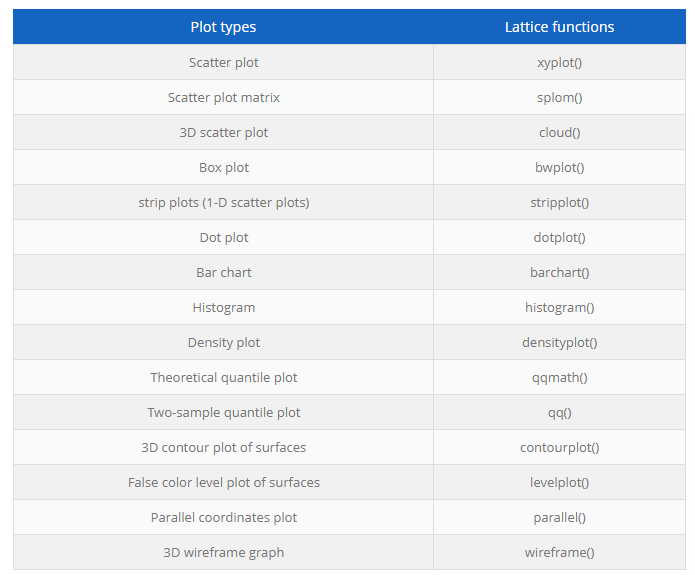 Plot types Lattice functions
Scatter plot xyplot()
Scatter plot matrix splom()
3D scatter plot cloud()
Box plot bwplot()
strip plots (1-D scatter plots) stripplot()
Dot plot dotplot()
Bar chart barchart()
Histogram histogram()
Density plot densityplot()
Theoretical quantile plot qqmath()
Two-sample quantile plot qq()
3D contour plot of surfaces contourplot()
False color level plot of surfaces levelplot()
Parallel coordinates plot parallel()
3D wireframe graph wireframe()